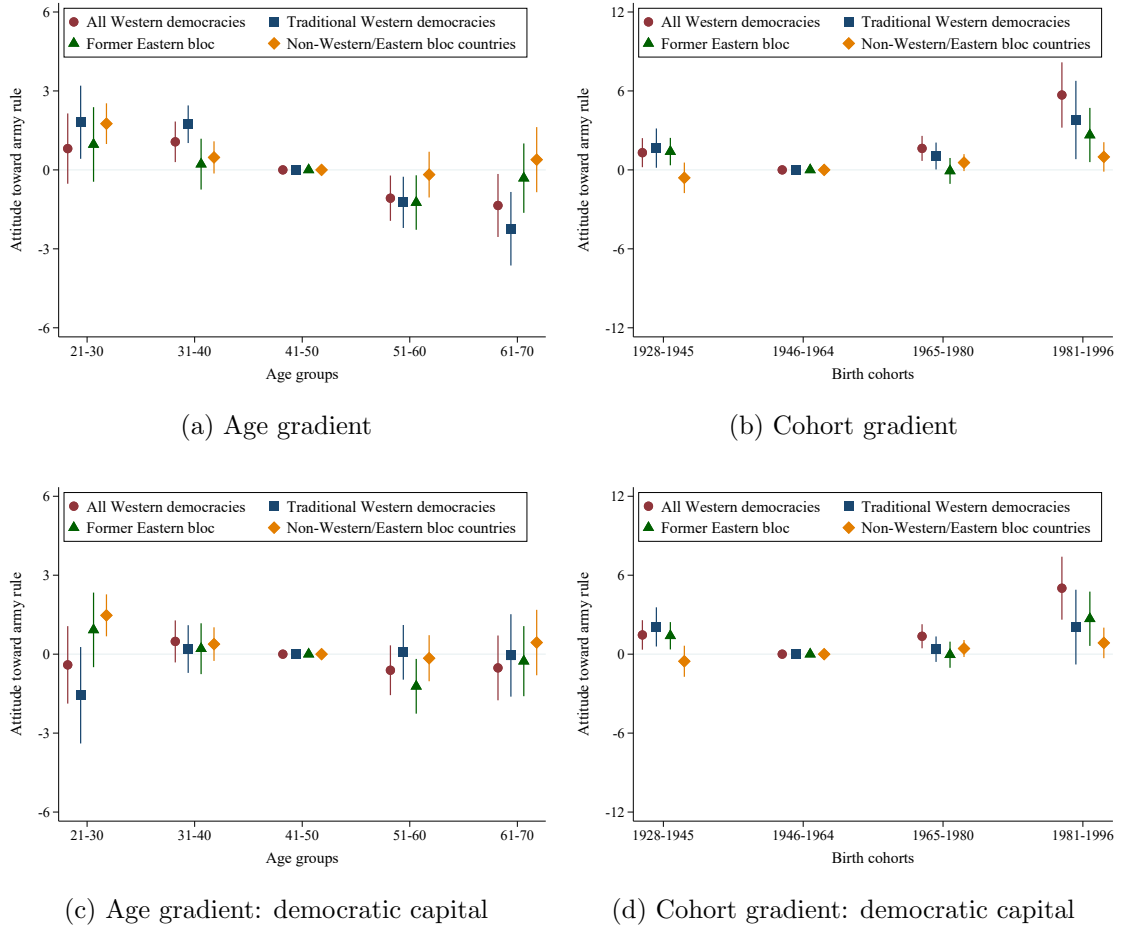 All Western democracies
Traditional Western democracies
Former Eastern bloc
Non-Western/Eastern bloc countries
Attitude toward army rule
6
3
0
-3
-6
21-30
31-40
41-50
51-60
61-70
Age groups
(a) Age gradient
All Western democracies
Traditional Western democracies
Former Eastern bloc
Non-Western/Eastern bloc countries
Attitude toward army rule
12
6
0
-6
-12
1928-1945
1946-1964
1965-1980
1981-1996
Birth cohorts
(b) Cohort gradient
All Western democracies
Traditional Western democracies
Former Eastern bloc
Non-Western/Eastern bloc countries
Attitude toward army rule
6
3
0
-3
-6
21-30
31-40
41-50
51-60
61-70
Age groups
(c) Age gradient: democratic capital
All Western democracies
Traditional Western democracies
Former Eastern bloc
Non-Western/Eastern bloc countries
Attitude toward army rule
12
6
0
-6
-12
1928-1945
1946-1964
1965-1980
1981-1996
Birth cohorts
(d) Cohort gradient: democratic capital